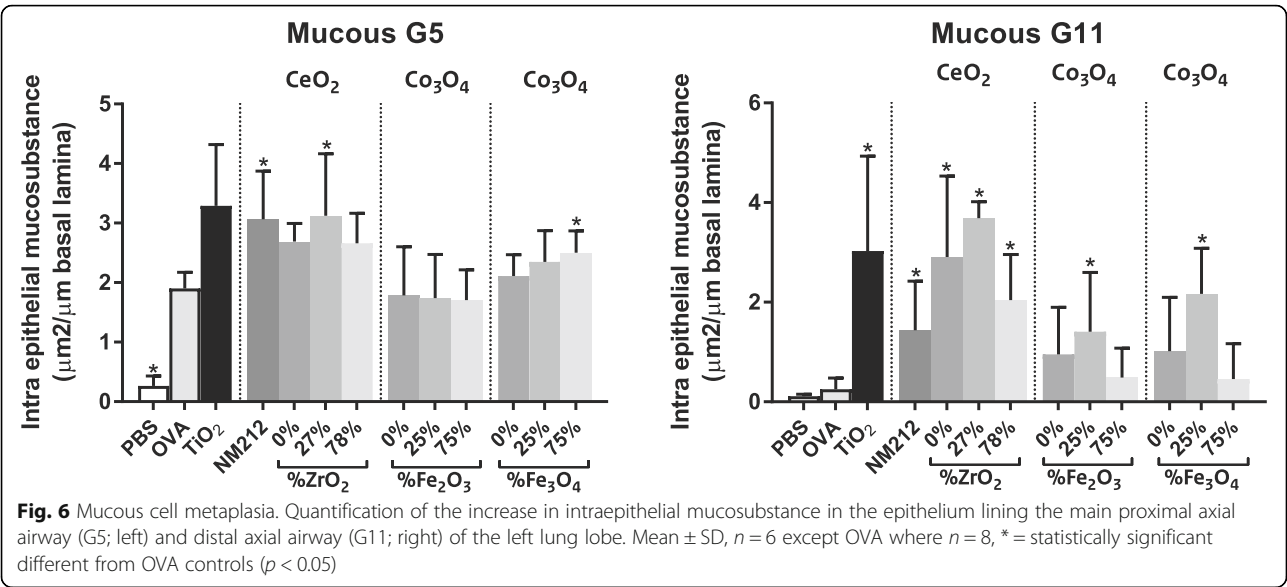 Mucous G5
CeO₂ Co₃O₄ Co₃O₄
Intra epithelial mucosubstance
(μm2/μm basal lamina)
5
4
3
2
1
0
* * * *
PBS OVA TiO₂ NM212 0% 27% 78% 0% 25% 75% 0% 25% 75%
%ZrO₂ %Fe₂O₃ %Fe₃O₄
Mucous G11
CeO₂ Co₃O₄ Co₃O₄
Intra epithelial mucosubstance
(μm2/μm basal lamina)
6
4
2
0
* * * * * * *
PBS OVA TiO₂ NM212 0% 27% 78% 0% 25% 75% 0% 25% 75%
%ZrO₂ %Fe₂O₃ %Fe₃O₄
Fig. 6 Mucous cell metaplasia. Quantification of the increase in intraepithelial mucosubstance in the epithelium lining the main proximal axial
airway (G5; left) and distal axial airway (G11; right) of the left lung lobe. Mean ± SD, n = 6 except OVA where n = 8, * = statistically significant
different from OVA controls (p < 0.05)